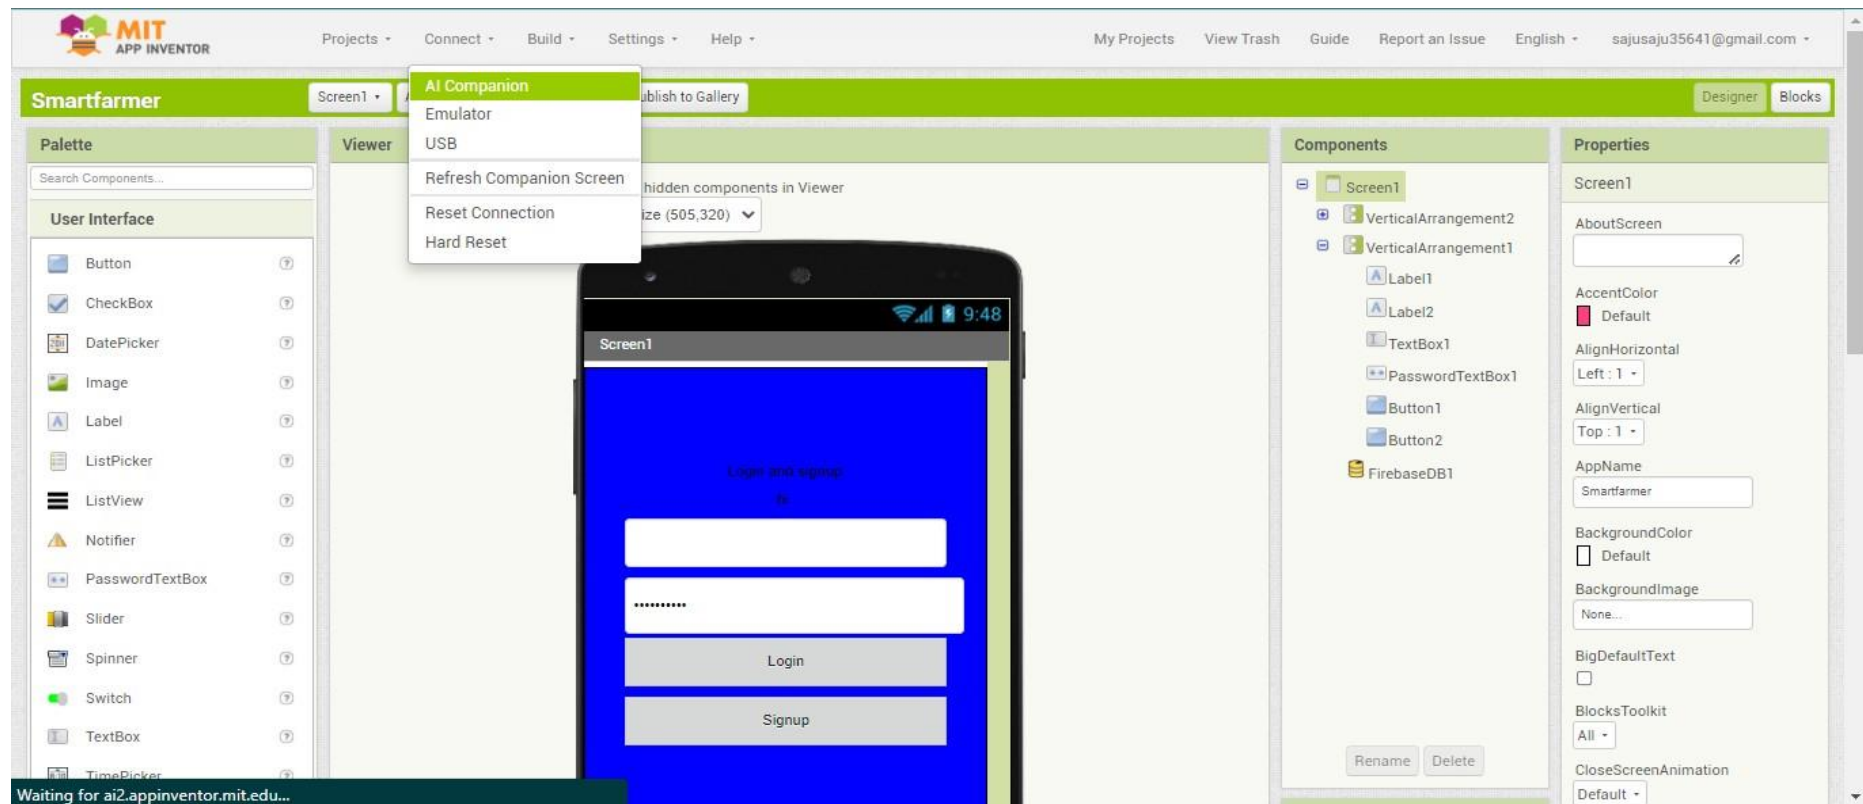 MIT
APP INVENTOR
Projects
Connect
Build
Settings
Help
My Projects
View Trash
Guide
Report an Issue
English
sajusaju35641@gmail.com
Smartfarmer
Screen1
AI Companion
Emulator
USB
Refresh Companion Screen
Reset Connection
Hard Reset
ublish to Gallery
Designer
Blocks
Palette
Search Components...
User Interface
Button
CheckBox
DatePicker
Image
Label
ListPicker
ListView
Notifier
PasswordTextBox
Slider
Spinner
Switch
TextBox
TimePicker
Waiting for ai2.appinventor.mit.edu...
Viewer
hidden components in Viewer
ize (505,320)
9:48
Screen1
Login and signup
••••••••••
Login
Signup
Components
Screen1
VerticalArrangement2
VerticalArrangement1
Label1
Label2
TextBox1
PasswordTextBox1
Button1
Button2
FirebaseDB1
Rename
Delete
Properties
Screen1
AboutScreen
AccentColor
Default
AlignHorizontal
Left : 1
AlignVertical
Top : 1
AppName
Smartfarmer
BackgroundColor
Default
BackgroundImage
None...
BigDefaultText
BlocksToolkit
All
CloseScreenAnimation
Default